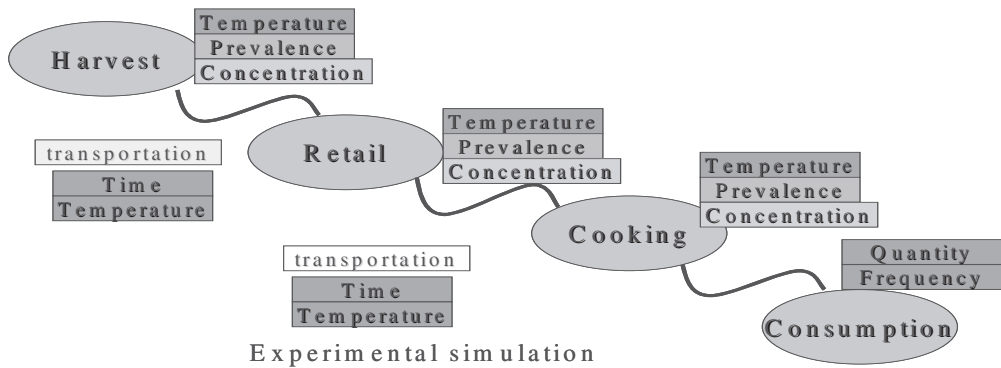 Temperature
Harvest
Prevalence
Concentration
Temperature
transportation
Retail
Prevalence
Concentration
Temperature
Time
Prevalence
Temperature
Concentration
Cooking
transportation
Quantity
Frequency
Time
Temperature
Consumption
Experimental simulation